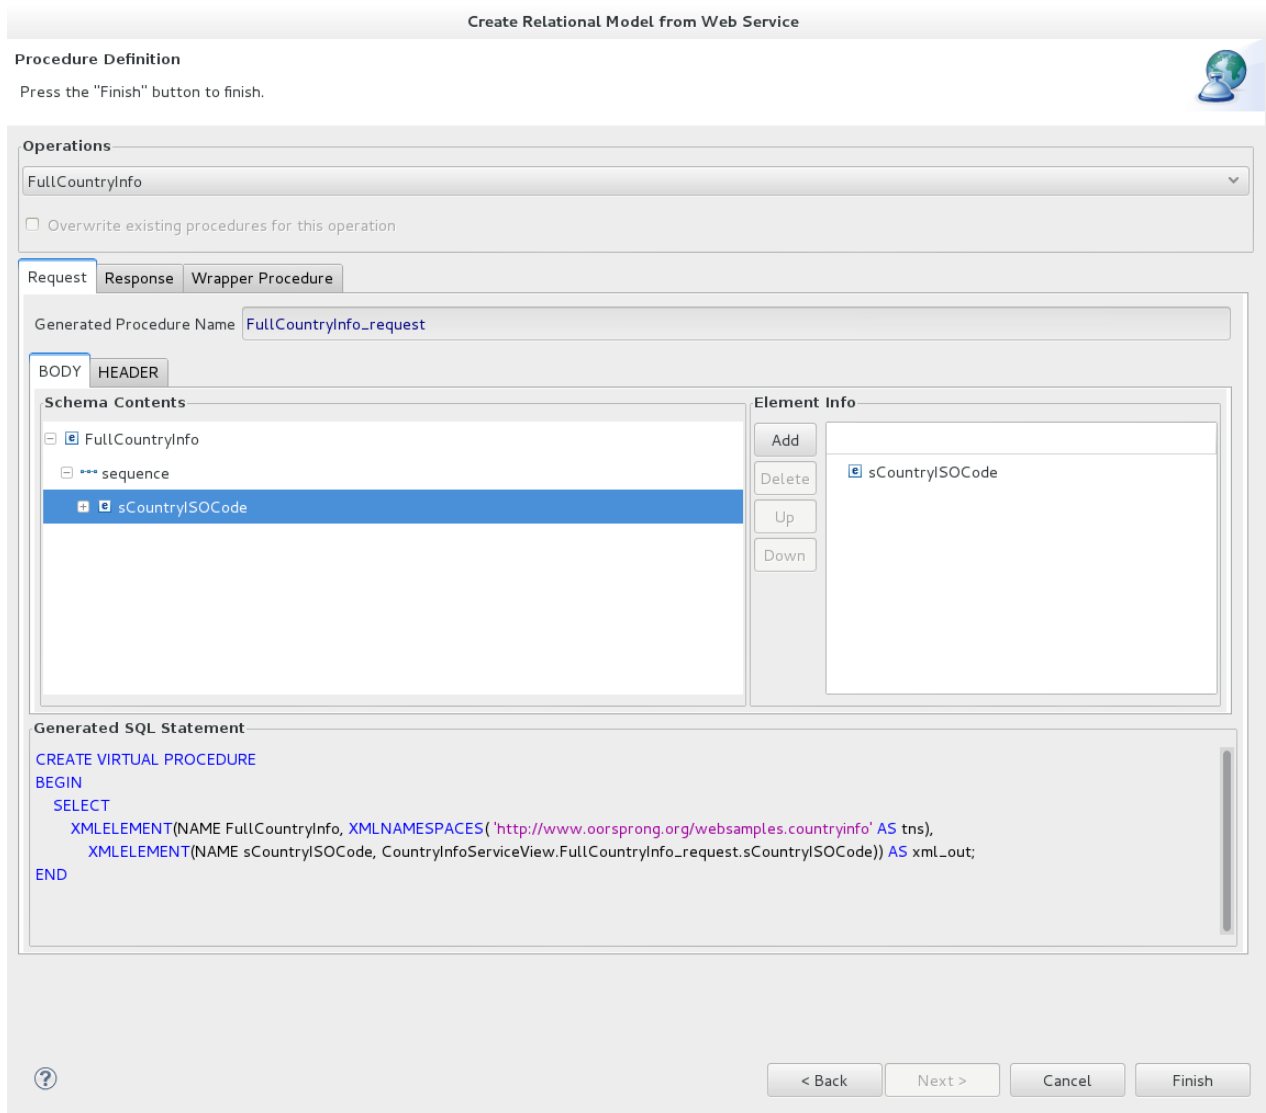 Create Relational Model from Web Service
Procedure Definition
Press the "Finish" button to finish.
Operations
FullCountryInfo
Overwrite existing procedures for this operation
Request Response Wrapper Procedure
Generated Procedure Name FullCountryInfo_request
BODY HEADER
Schema Contents Element Info
FullCountryInfo Add
sequence Delete sCountryISOCode
sCountryISOCode Up
Down
Generated SQL Statement
CREATE VIRTUAL PROCEDURE
BEGIN
SELECT
XMLELEMENT(NAME FullCountryInfo, XMLNAMESPACES( 'http://www.oorsprong.org/websamples.countryinfo' AS tns),
XMLELEMENT(NAME sCountryISOCode, CountryInfoServiceView.FullCountryInfo_request.sCountryISOCode)) AS xml_out;
END
< Back Next > Cancel Finish